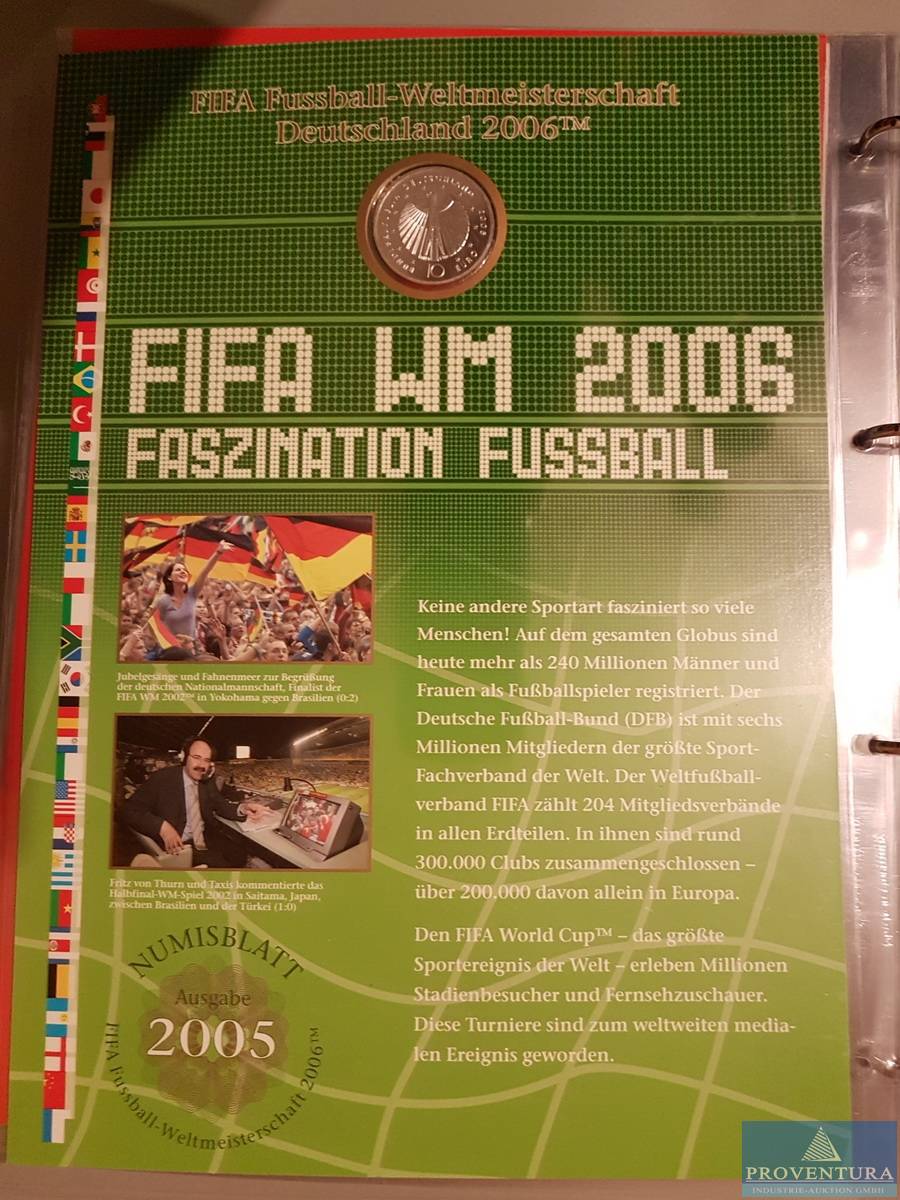 FIFA Fussball-Weltmeisterschaft
Deutschland 2006™
10 EURO
FIFA WM 2006
FASZINATION FUSSBALL
Jubelgesänge und Fahnenmeer zur Begrüßung
der deutschen Nationalmannschaft, Finalist der
FIFA WM 2002™ in Yokohama gegen Brasilien (0:2)
Fritz von Thurn und Taxis kommentierte das
Halbfinal-WM-Spiel 2002 in Saitama, Japan,
zwischen Brasilien und der Türkei (1:0)
Keine andere Sportart fasziniert so viele
Menschen! Auf dem gesamten Globus sind
heute mehr als 240 Millionen Männer und
Frauen als Fußballspieler registriert. Der
Deutsche Fußball-Bund (DFB) ist mit sechs
Millionen Mitgliedern der größte Sport-
Fachverband der Welt. Der Weltfußball-
verband FIFA zählt 204 Mitgliedsverbände
in allen Erdteilen. In ihnen sind rund
300.000 Clubs zusammengeschlossen –
über 200.000 davon allein in Europa.
Den FIFA World Cup™ – das größte
Sportereignis der Welt – erleben Millionen
Stadienbesucher und Fernsehzuschauer.
Diese Turniere sind zum weltweiten media-
len Ereignis geworden.
NUMISBLATT
Ausgabe
2005
FIFA Fussball-Weltmeisterschaft 2006™
PROVENTURA
INDUSTRIE-AUKTION GMBH